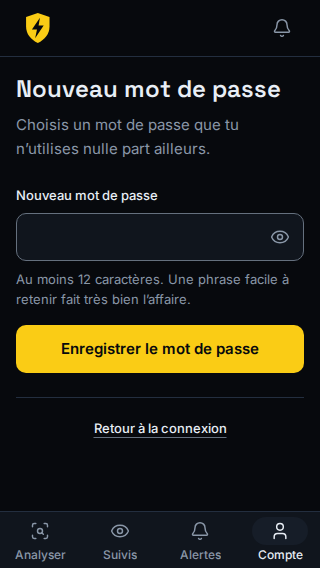 Nouveau mot de passe
Choisis un mot de passe que tu
n’utilises nulle part ailleurs.
Nouveau mot de passe
Au moins 12 caractères. Une phrase facile à
retenir fait très bien l’affaire.
Enregistrer le mot de passe
Retour à la connexion
Analyser
Suivis
Alertes
Compte